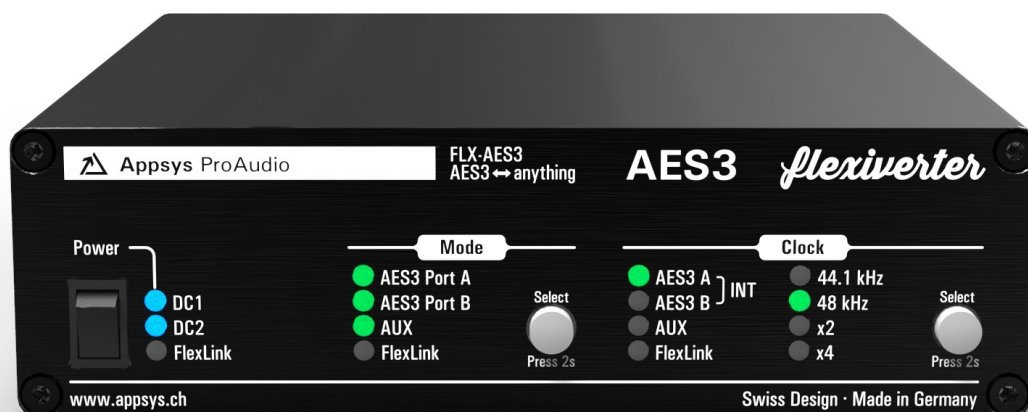 Appsys ProAudio
FLX-AES3
AES3↔anything
AES3
flexiverter
Power
DC1
DC2
FlexLink
Mode
AES3 Port A
AES3 Port B
AUX
FlexLink
Select
Press 2s
Clock
AES3 A
AES3 B
INT
AUX
FlexLink
44.1 kHz
48 kHz
x2
x4
Select
Press 2s
www.appsys.ch
Swiss Design · Made in Germany